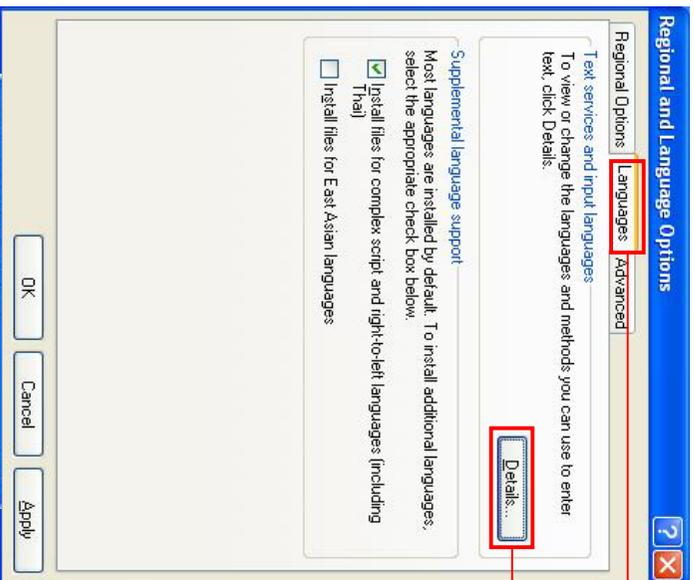 Regional and Language Options
Regional Options Languages Advanced
Text services and input languages
To view or change the languages and methods you can use to enter
text, click Details.
Details...
Supplemental language support
Most languages are installed by default. To install additional languages,
select the appropriate check box below.
Install files for complex script and right-to-left languages (including
Thai)
Install files for East Asian languages
OK Cancel Apply